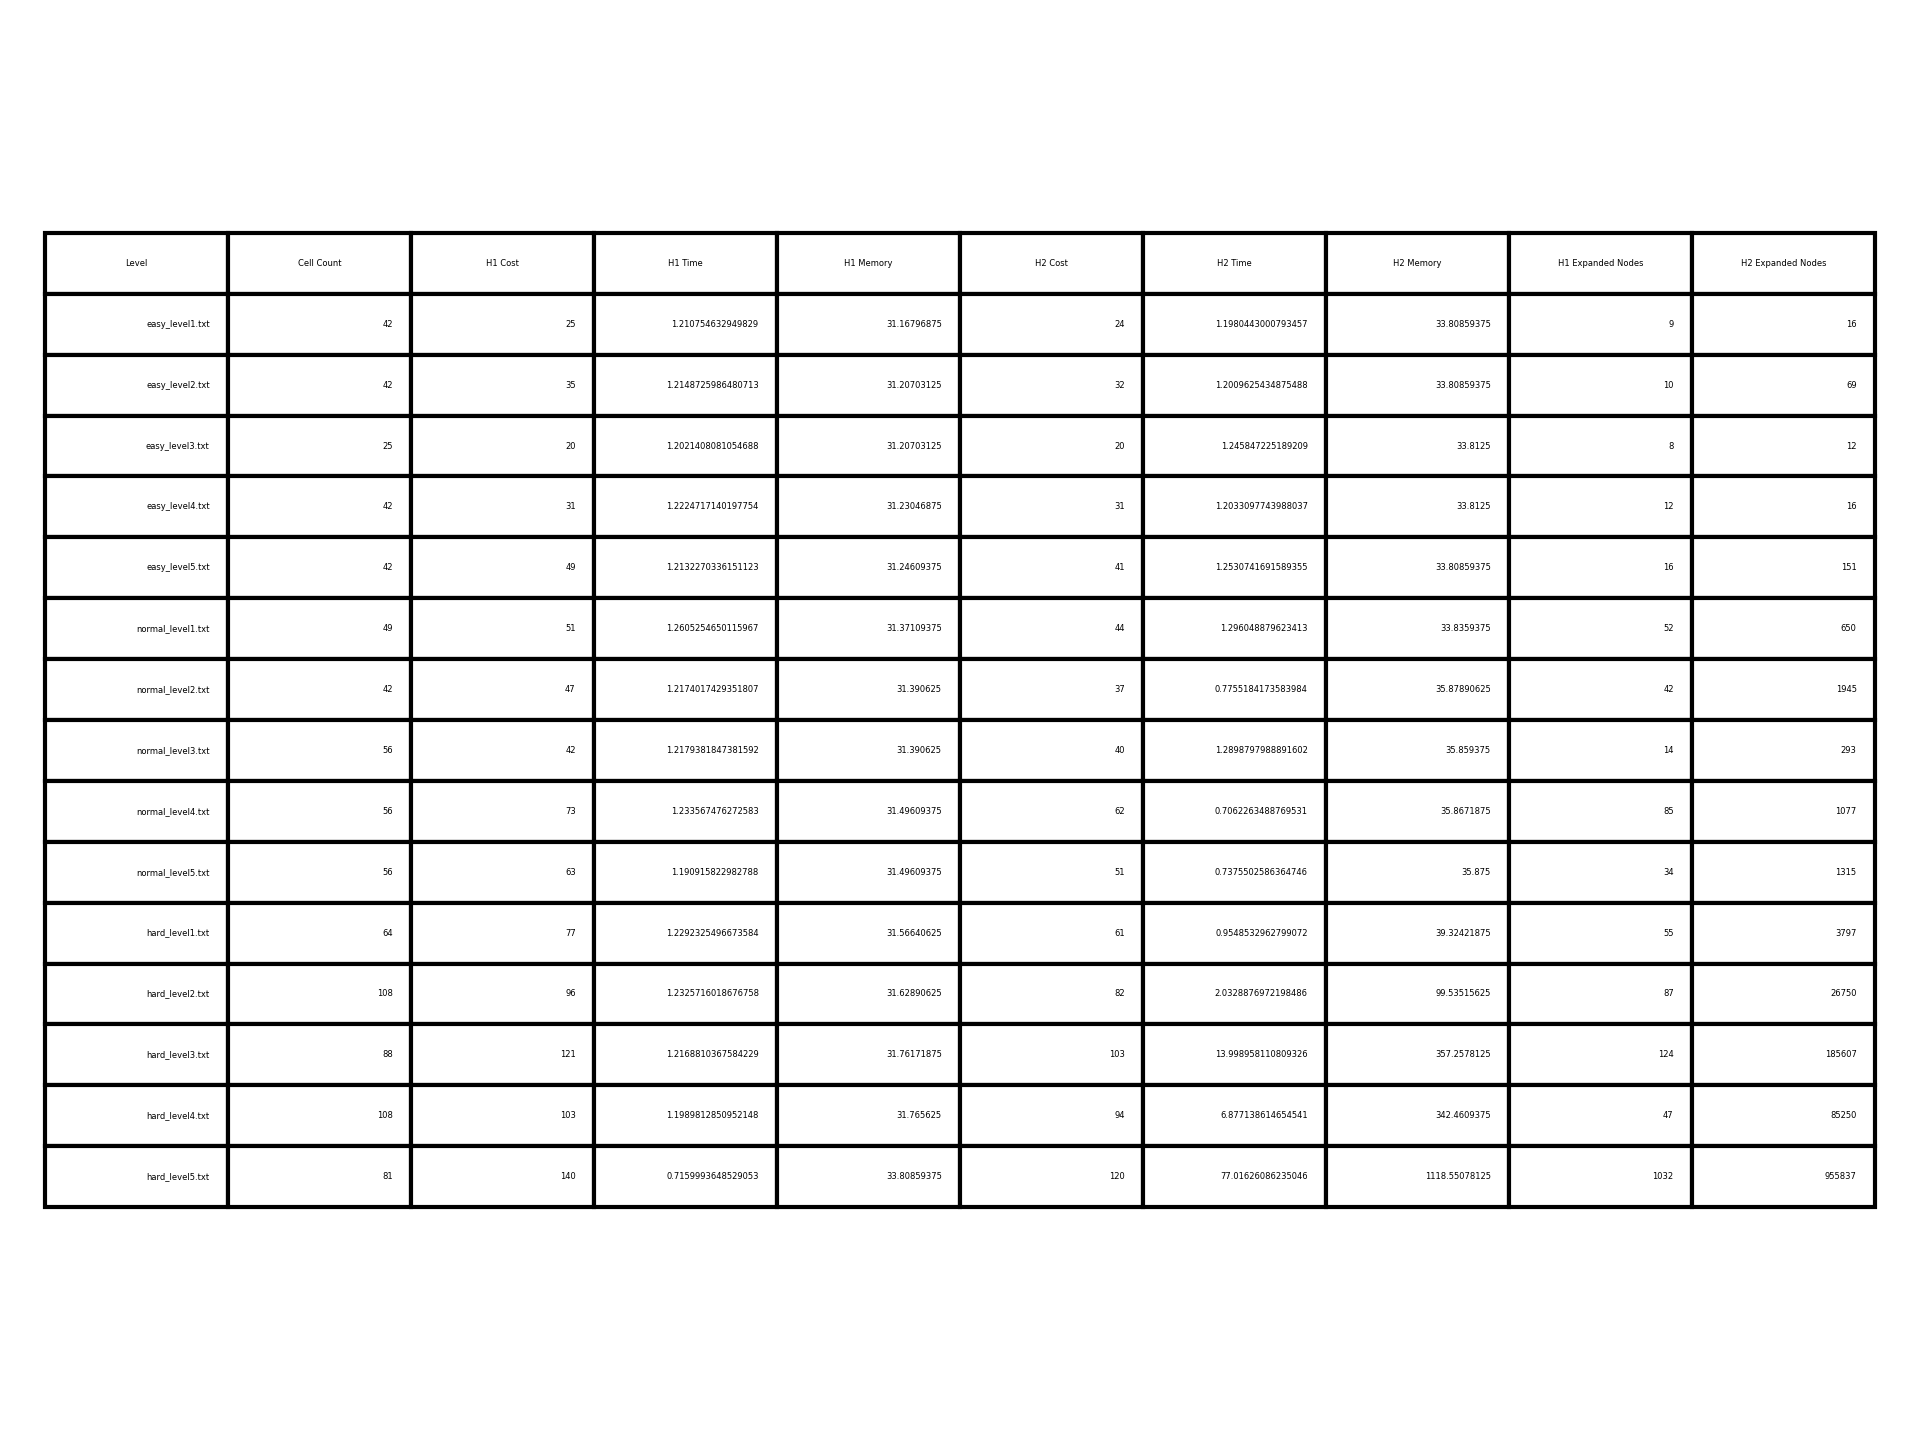 Level Cell Count H1 Cost H1 Time H1 Memory H2 Cost H2 Time H2 Memory H1 Expanded Nodes H2 Expanded Nodes
easy_level1.txt 42 25 1.210754632949829 31.16796875 24 1.1980443000793457 33.80859375 9 16
easy_level2.txt 42 35 1.2148725986480713 31.20703125 32 1.2009625434875488 33.80859375 10 69
easy_level3.txt 25 20 1.2021408081054688 31.20703125 20 1.245847225189209 33.8125 8 12
easy_level4.txt 42 31 1.2224717140197754 31.23046875 31 1.2033097743988037 33.8125 12 16
easy_level5.txt 42 49 1.2132270336151123 31.24609375 41 1.2530741691589355 33.80859375 16 151
normal_level1.txt 49 51 1.2605254650115967 31.37109375 44 1.296048879623413 33.8359375 52 650
normal_level2.txt 42 47 1.2174017429351807 31.390625 37 0.7755184173583984 35.87890625 42 1945
normal_level3.txt 56 42 1.2179381847381592 31.390625 40 1.2898797988891602 35.859375 14 293
normal_level4.txt 56 73 1.233567476272583 31.49609375 62 0.7062263488769531 35.8671875 85 1077
normal_level5.txt 56 63 1.190915822982788 31.49609375 51 0.7375502586364746 35.875 34 1315
hard_level1.txt 64 77 1.2292325496673584 31.56640625 61 0.9548532962799072 39.32421875 55 3797
hard_level2.txt 108 96 1.2325716018676758 31.62890625 82 2.0328876972198486 99.53515625 87 26750
hard_level3.txt 88 121 1.2168810367584229 31.76171875 103 13.998958110809326 357.2578125 124 185607
hard_level4.txt 108 103 1.1989812850952148 31.765625 94 6.877138614654541 342.4609375 47 85250
hard_level5.txt 81 140 0.7159993648529053 33.80859375 120 77.01626086235046 1118.55078125 1032 955837